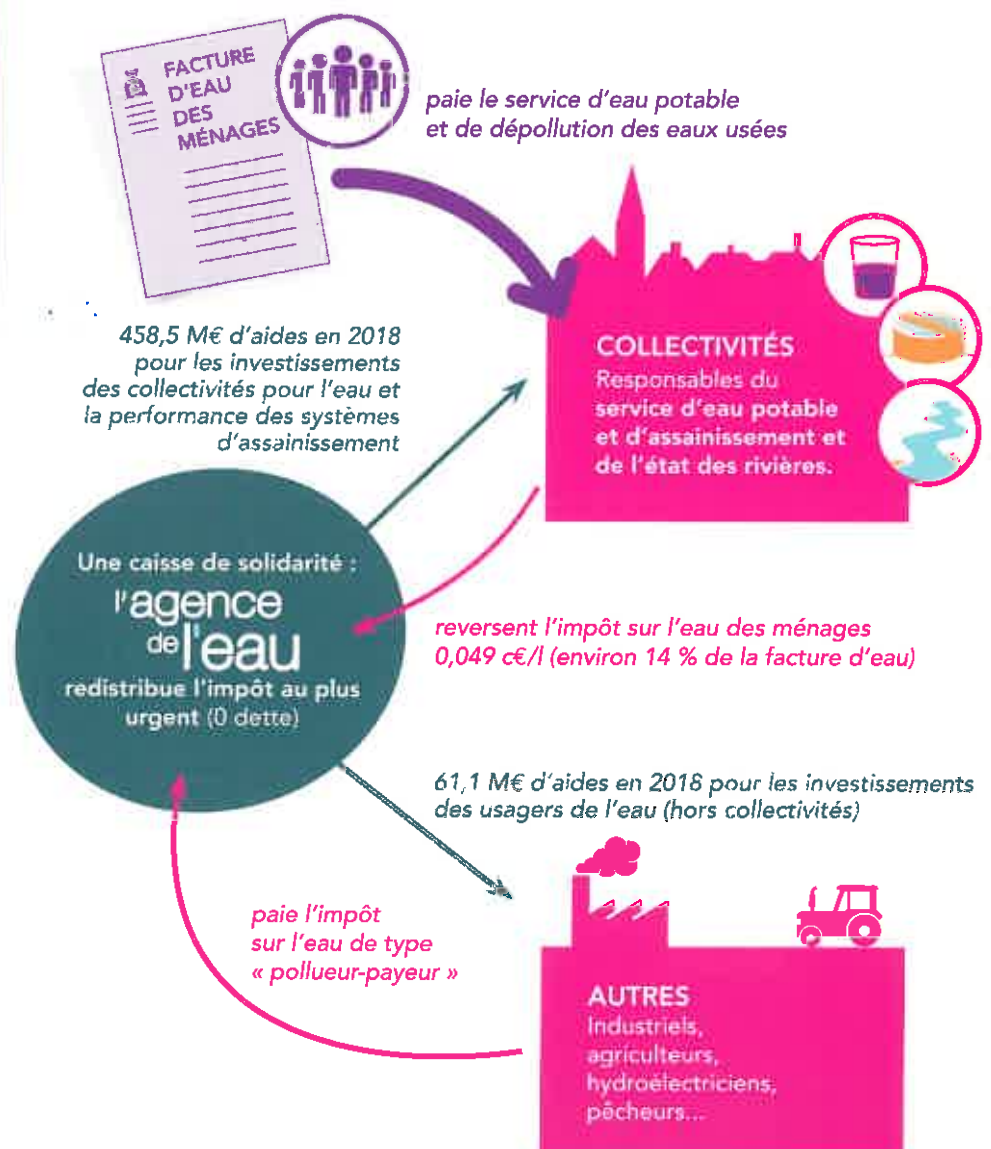 FACTURE
D'EAU
DES
MÉNAGES
paie le service d'eau potable
et de dépollution des eaux usées
458,5 M€ d'aides en 2018
pour les investissements
des collectivités pour l'eau et
la performance des systèmes
d'assainissement
COLLECTIVITÉS
Responsables du
service d'eau potable
et d'assainissement et
de l'état des rivières.
Une caisse de solidarité :
l'agence
de l'eau
redistribue l'impôt au plus
urgent (0 dette)
reversent l'impôt sur l'eau des ménages
0,049 c€/l (environ 14 % de la facture d'eau)
61,1 M€ d'aides en 2018 pour les investissements
des usagers de l'eau (hors collectivités)
paie l'impôt
sur l'eau de type
« pollueur-payeur »
AUTRES
Industriels,
agriculteurs,
hydroélectriciens,
pêcheurs...